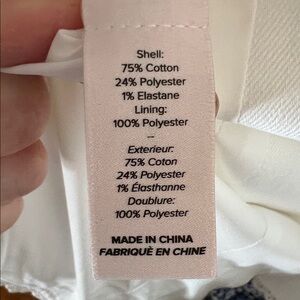 Shell:
75% Cotton
24% Polyester
1% Elastane
Lining:
100% Polyester
–
Exterieur:
75% Coton
24% Polyester
1% Élasthanne
Doublure:
100% Polyester
MADE IN CHINA
FABRIQUÈ EN CHINE